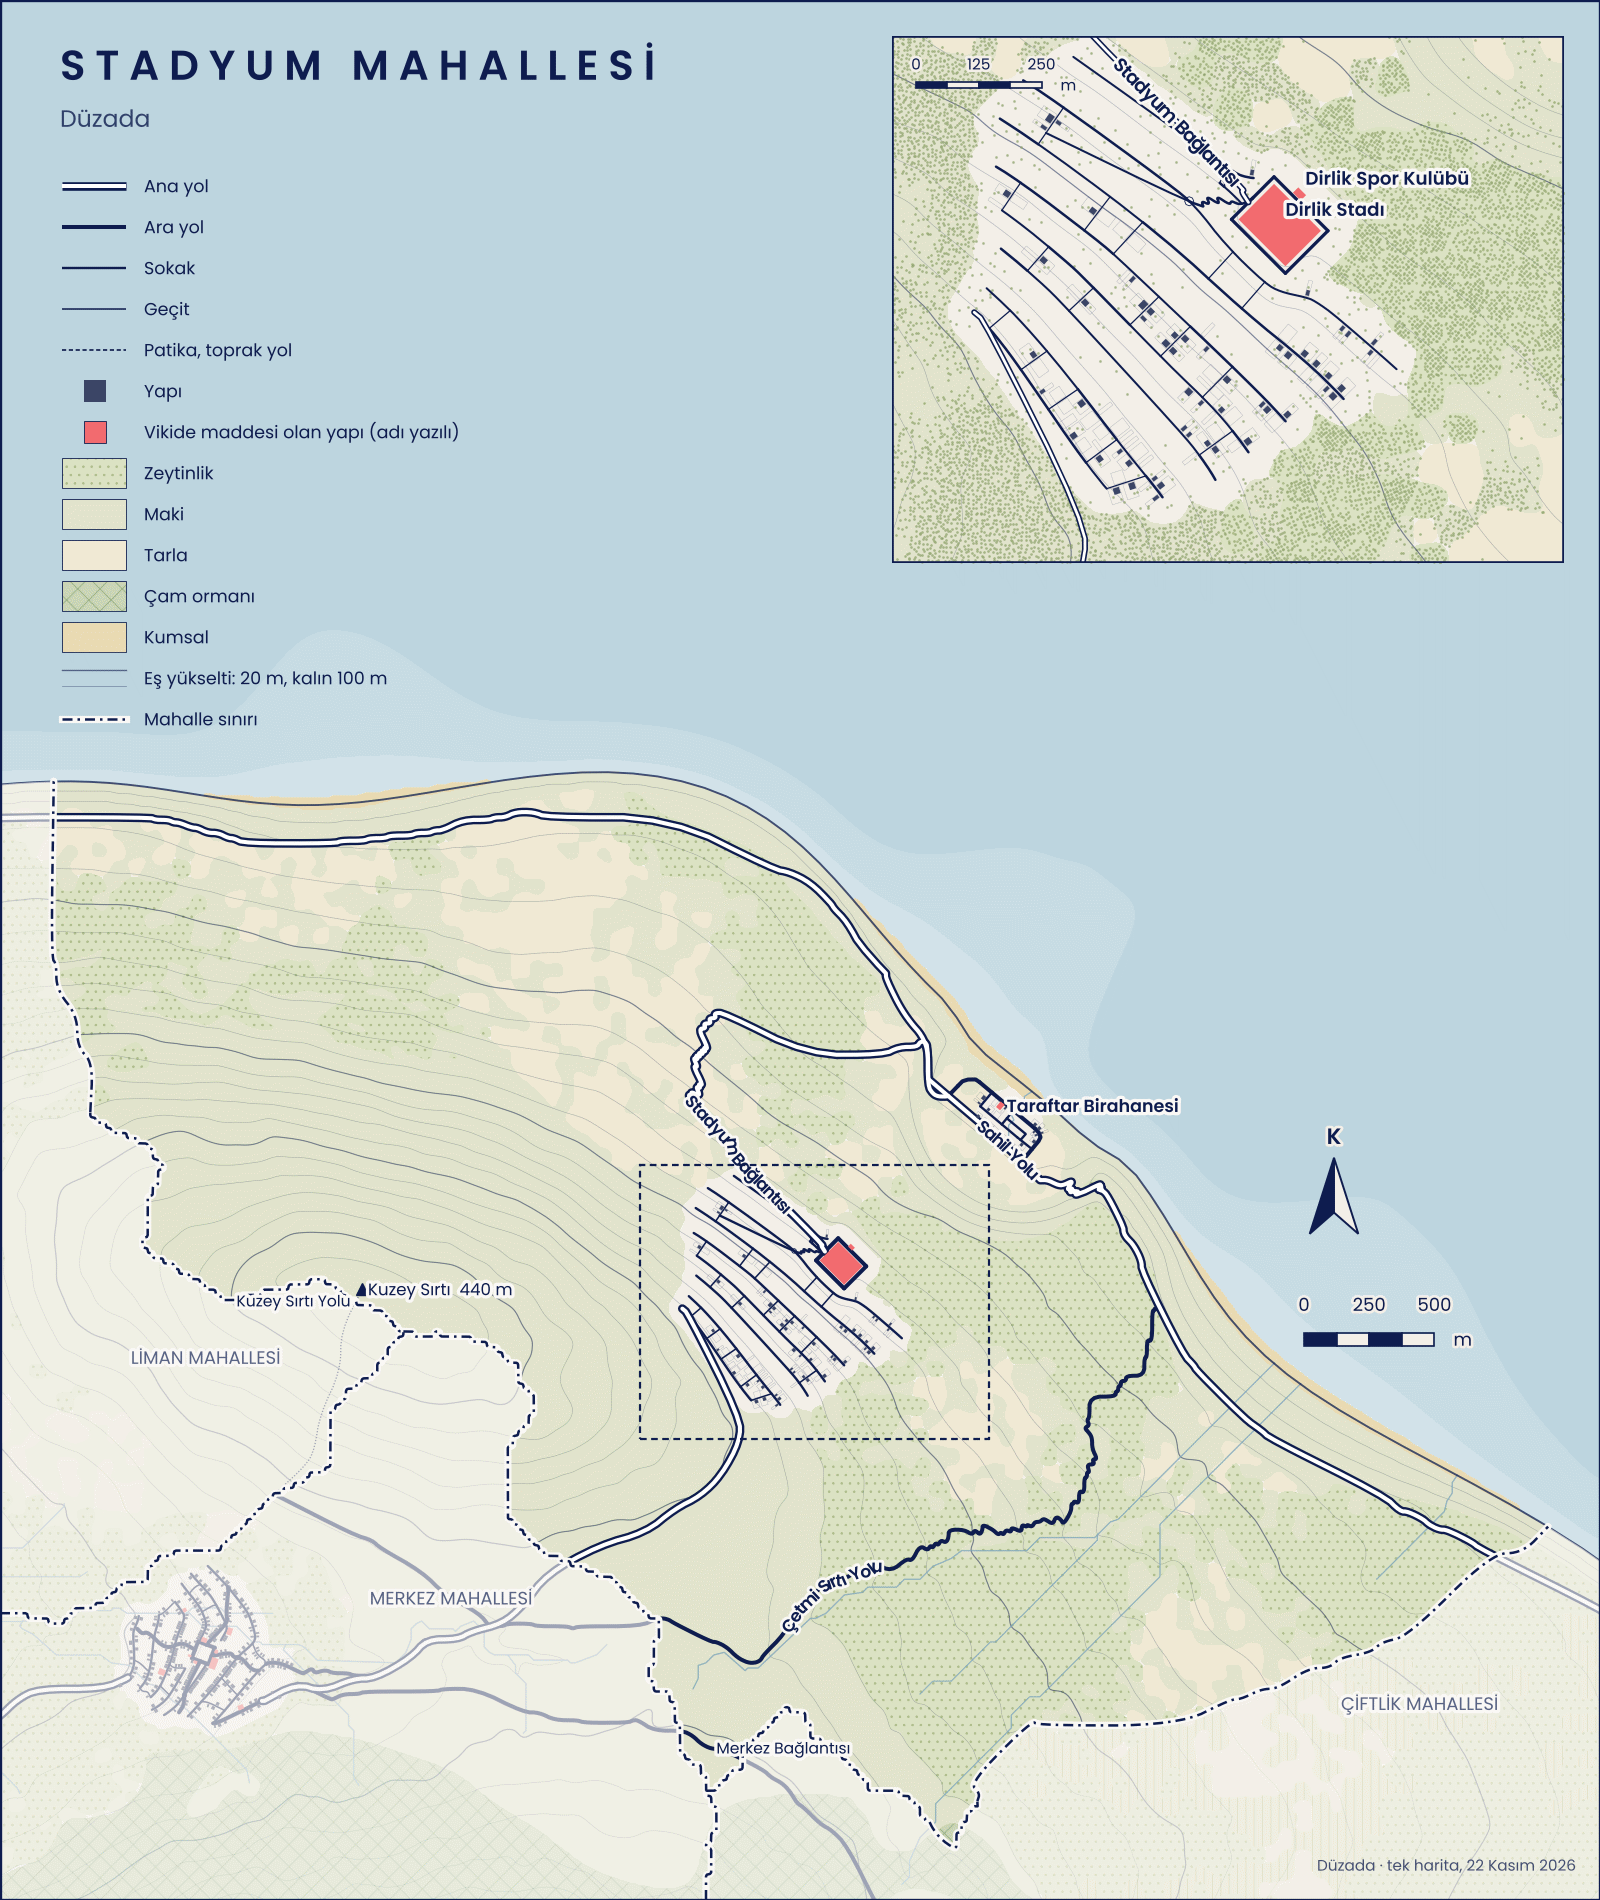 STADYUM MAHALLESİ
Düzada
Ana yol
Ara yol
Sokak
Geçit
Patika, toprak yol
Yapı
Vikide maddesi olan yapı (adı yazılı)
Zeytinlik
Maki
Tarla
Çam ormanı
Kumsal
Eş yükselti: 20 m, kalın 100 m
Mahalle sınırı
0 125 250 m
Stadyum Bağlantısı
Dirlik Spor Kulübü
Dirlik Stadı
Taraftar Birahanesi
Sahil Yolu
Stadyum Bağlantısı
K
0 250 500 m
Kuzey Sırtı 440 m
Kuzey Sırtı Yolu
LİMAN MAHALLESİ
MERKEZ MAHALLESİ
Çetmi Sırtı Yolu
ÇİFTLİK MAHALLESİ
Merkez Bağlantısı
Düzada · tek harita, 22 Kasım 2026